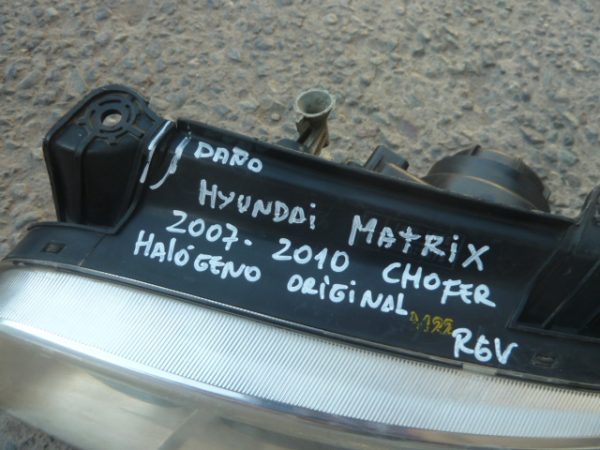 DAÑO
HYUNDAI MATRIX
2007. 2010 CHOFER
HALÓGENO ORIGINAL
REV